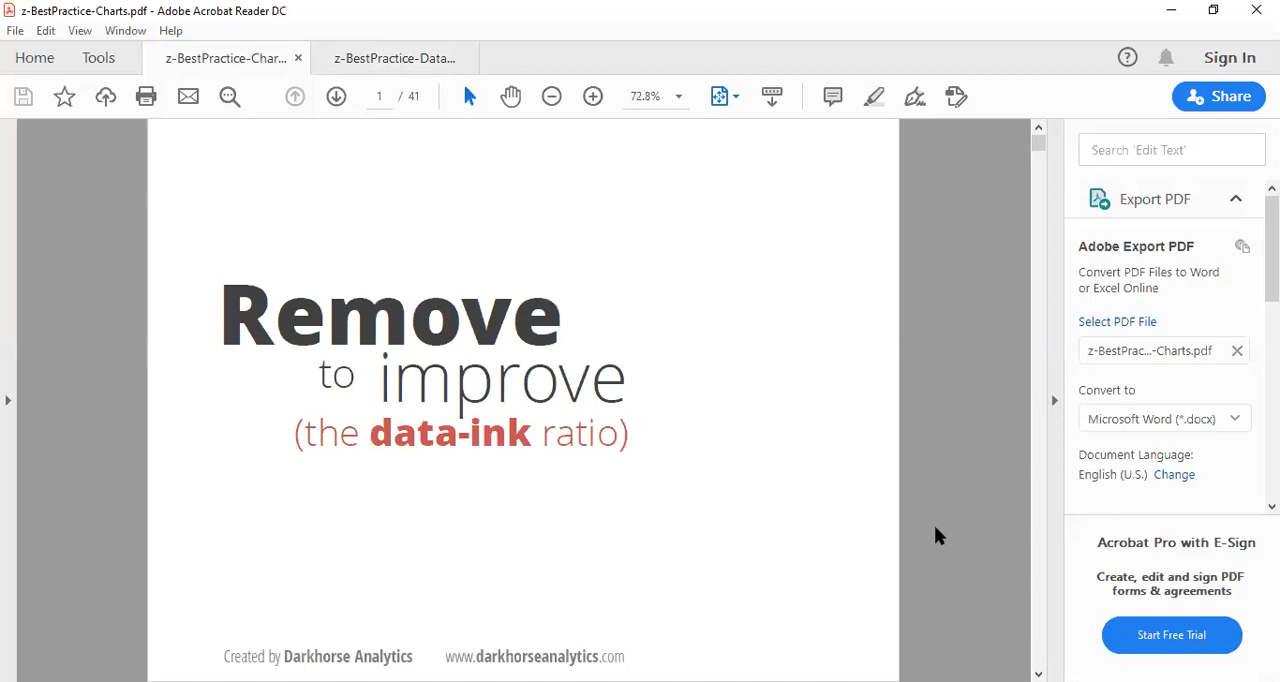 z-BestPractice-Charts.pdf - Adobe Acrobat Reader DC
File Edit View Window Help
Home Tools z-BestPractice-Char... × z-BestPractice-Data... Sign In
1 / 41 72.8% Share
Search 'Edit Text'
Export PDF
Adobe Export PDF
Convert PDF Files to Word
or Excel Online
Select PDF File
z-BestPrac...-Charts.pdf
Convert to
Microsoft Word (*.docx)
Document Language:
English (U.S.) Change
Acrobat Pro with E-Sign
Create, edit and sign PDF
forms & agreements
Start Free Trial
Remove
to improve
(the data-ink ratio)
Created by Darkhorse Analytics www.darkhorseanalytics.com